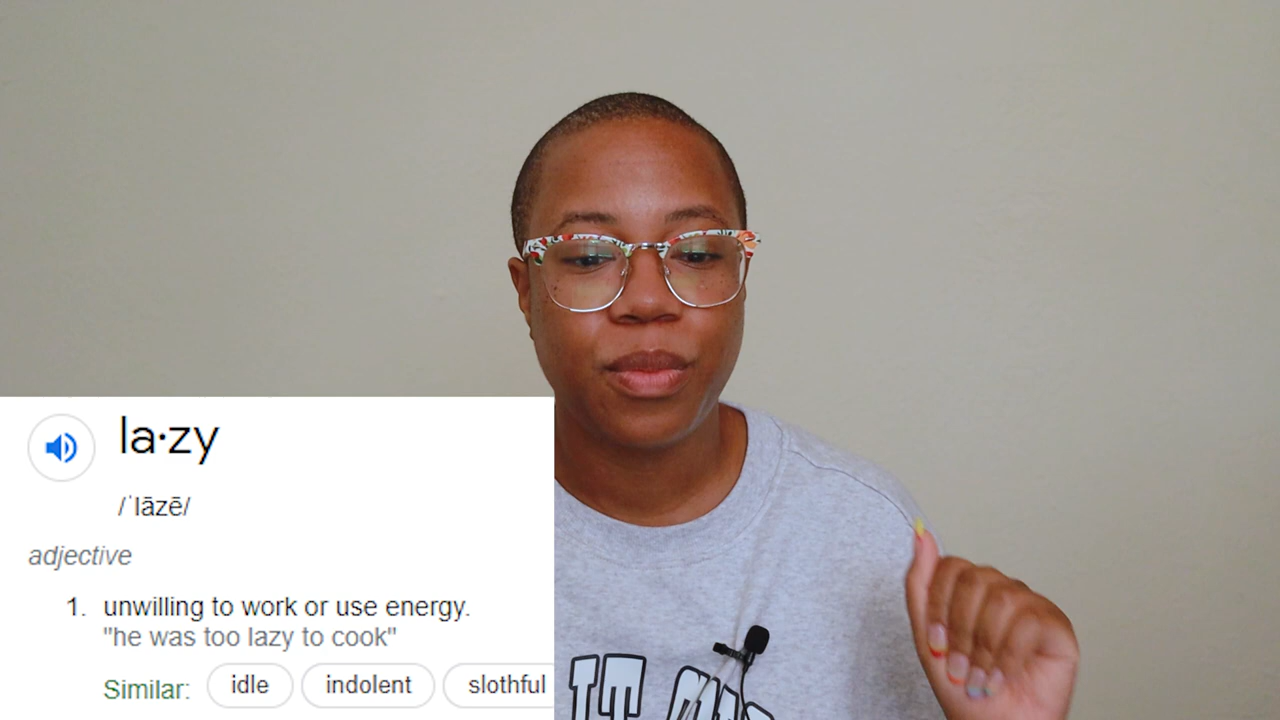 la·zy
/ˈlāzē/
adjective
1. unwilling to work or use energy.
"he was too lazy to cook"
Similar: idle indolent slothful
IT